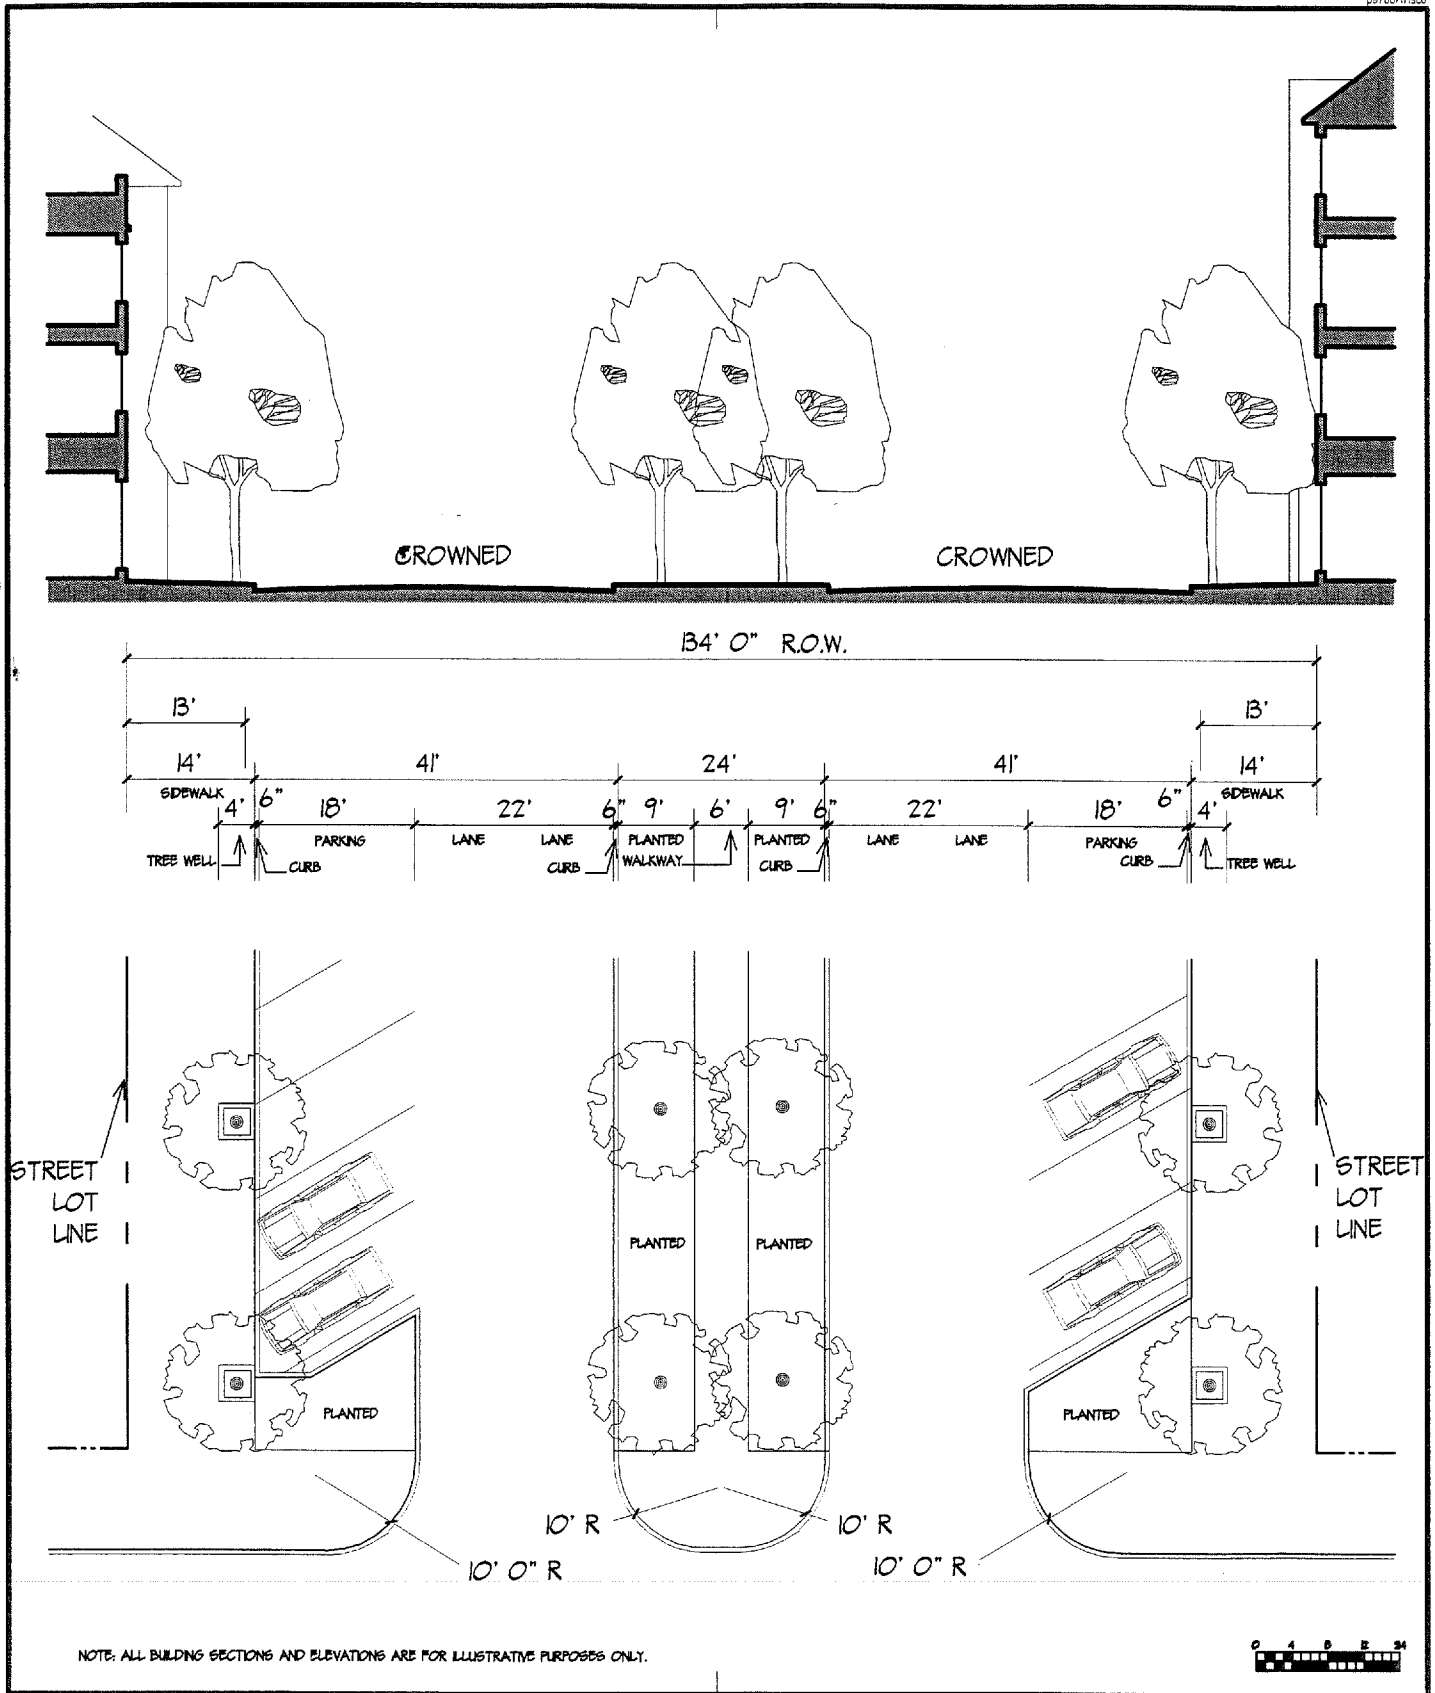 CROWNED CROWNED
134' 0" R.O.W.
13' 13'
14' 41' 24' 41' 14'
SIDEWALK SIDEWALK
4' 6" 18' 22' 6" 9' 6' 9' 6" 22' 18' 6" 4'
PARKING LANE LANE PLANTED PLANTED LANE LANE PARKING
TREE WELL CURB CURB WALKWAY CURB CURB TREE WELL
STREET
LOT
LINE
STREET
LOT
LINE
PLANTED PLANTED
PLANTED PLANTED
10' R 10' R
10' 0" R 10' 0" R
NOTE: ALL BUILDING SECTIONS AND ELEVATIONS ARE FOR ILLUSTRATIVE PURPOSES ONLY.
0 4 8 12 24